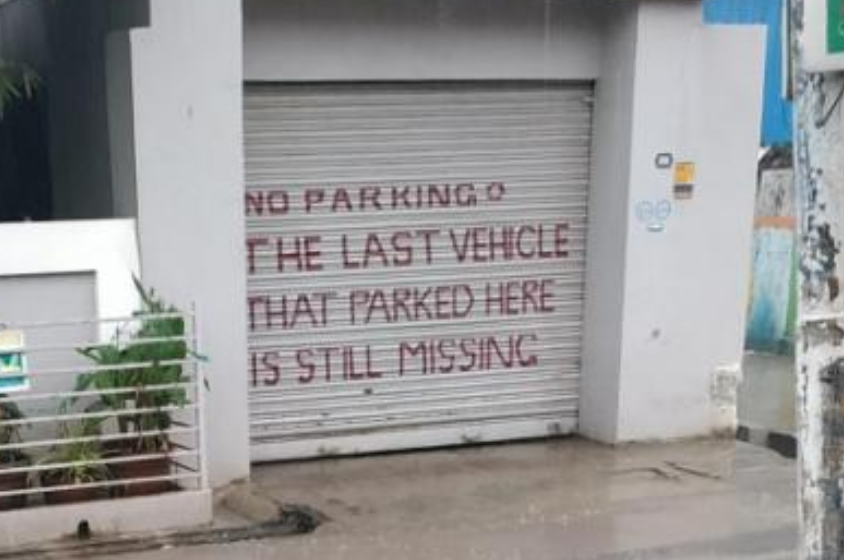 NO PARKING
THE LAST VEHICLE
THAT PARKED HERE
IS STILL MISSING